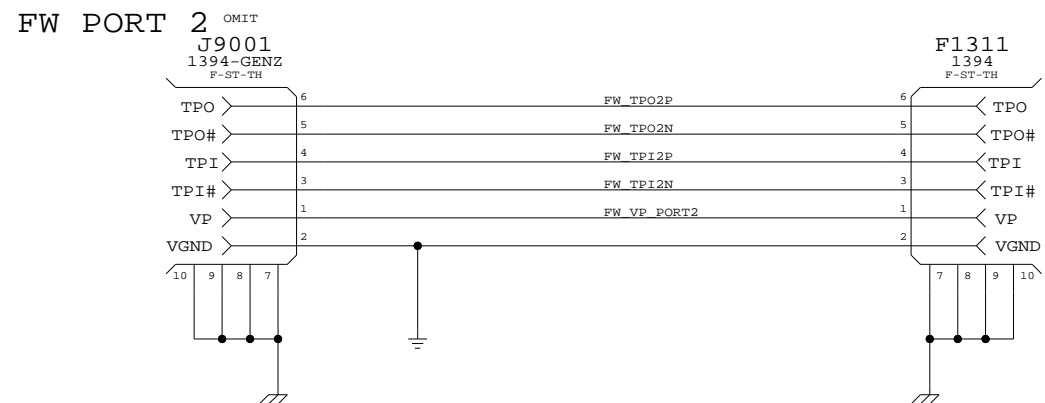 FW PORT 2 OMIT
J9001
1394-GENZ
F-ST-TH
F1311
1394
F-ST-TH
TPO 6 FW_TPO2P 6 TPO
TPO# 5 FW_TPO2N 5 TPO#
TPI 4 FW_TPI2P 4 TPI
TPI# 3 FW_TPI2N 3 TPI#
VP 1 FW_VP_PORT2 1 VP
VGND 2 2 VGND
10 9 8 7 7 8 9 10